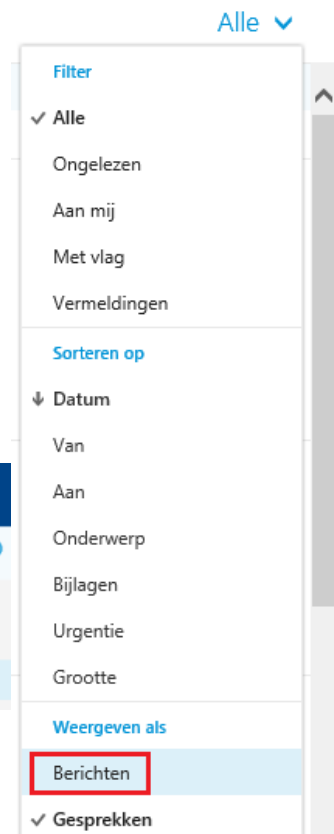 Alle
Filter
Alle
Ongelezen
Aan mij
Met vlag
Vermeldingen
Sorteren op
Datum
Van
Aan
Onderwerp
Bijlagen
Urgentie
Grootte
Weergeven als
Berichten
Gesprekken